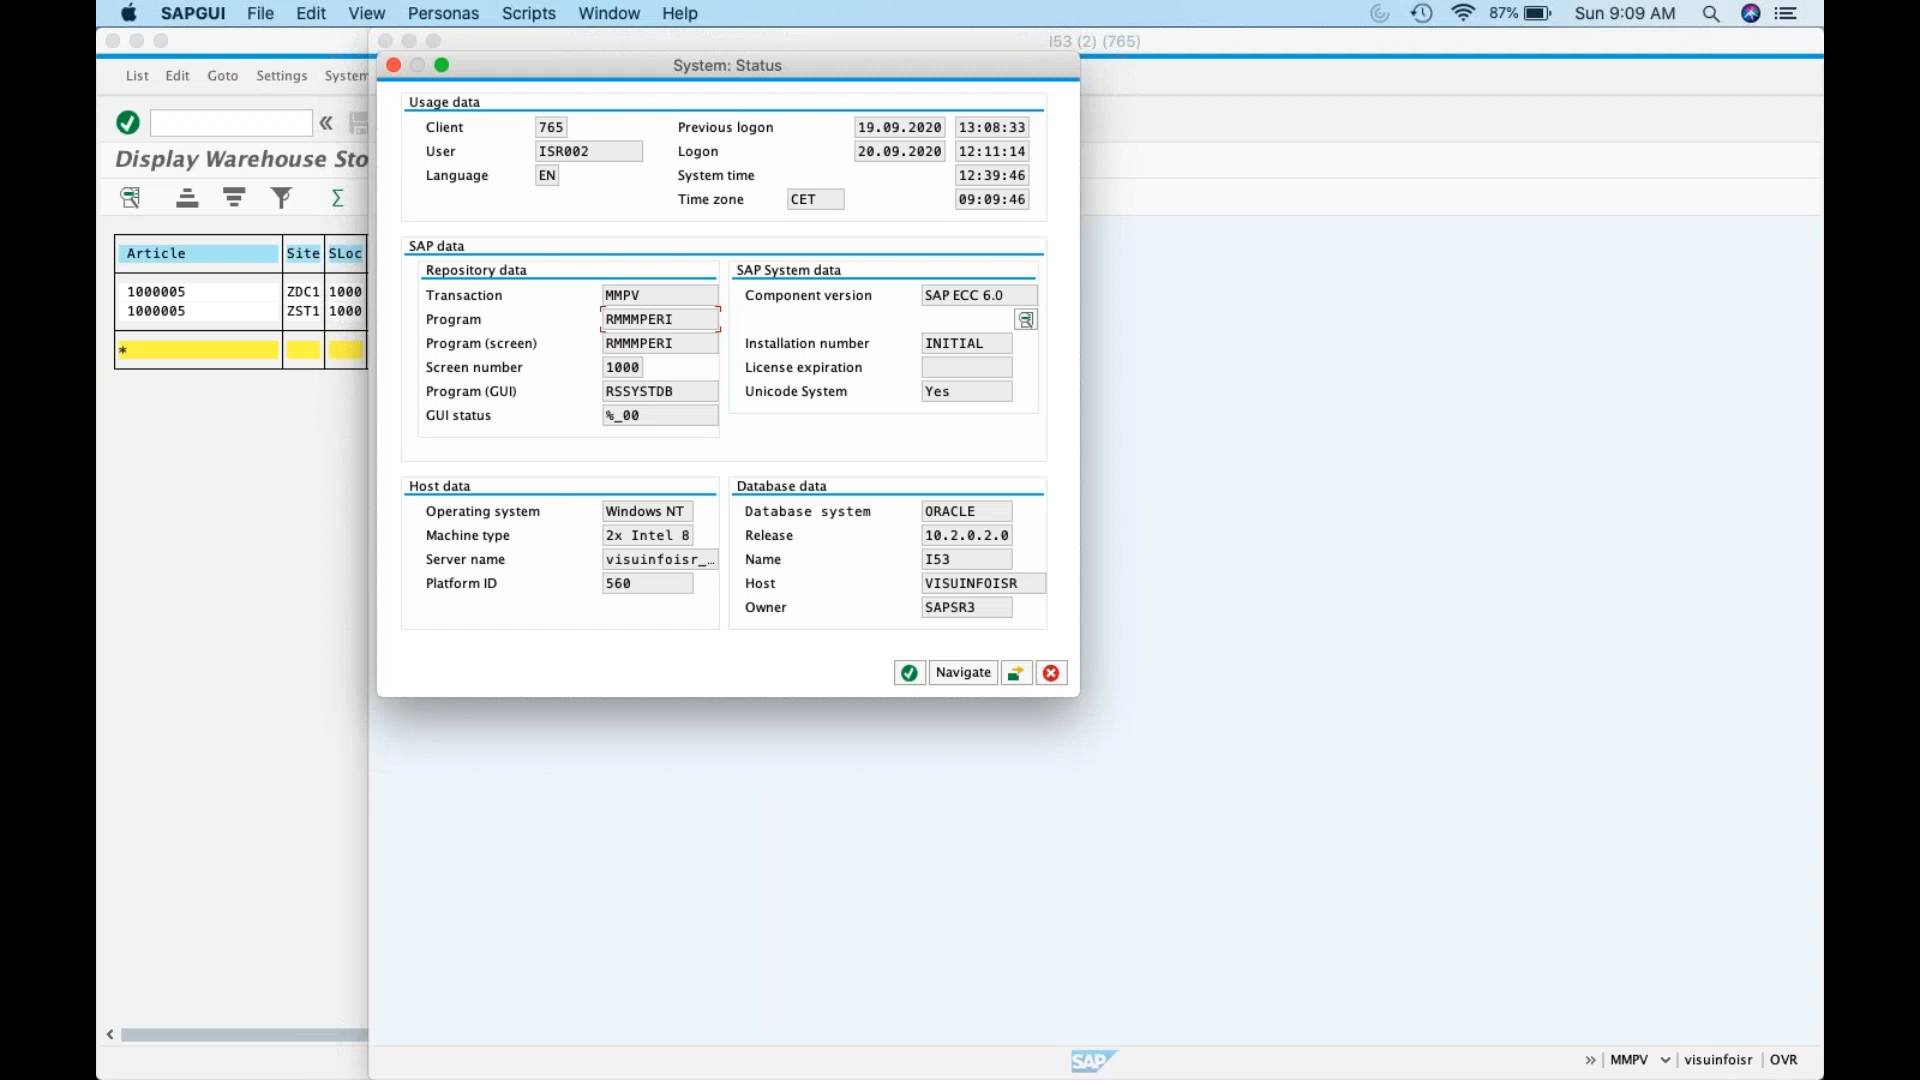 SAPGUI File Edit View Personas Scripts Window Help 87% Sun 9:09 AM
I53 (2) (765)
System: Status
List Edit Goto Settings System
Display Warehouse Sto
Article Site SLoc
1000005 ZDC1 1000
1000005 ZST1 1000
*
Usage data
Client 765 Previous logon 19.09.2020 13:08:33
User ISR002 Logon 20.09.2020 12:11:14
Language EN System time 12:39:46
Time zone CET 09:09:46
SAP data
Repository data
Transaction MMPV
Program RMMMPERI
Program (screen) RMMMPERI
Screen number 1000
Program (GUI) RSSYSTDB
GUI status %_00
SAP System data
Component version SAP ECC 6.0
Installation number INITIAL
License expiration
Unicode System Yes
Host data
Operating system Windows NT
Machine type 2x Intel 8
Server name visuinfoisr_…
Platform ID 560
Database data
Database system ORACLE
Release 10.2.0.2.0
Name I53
Host VISUINFOISR
Owner SAPSR3
Navigate
SAP MMPV visuinfoisr OVR